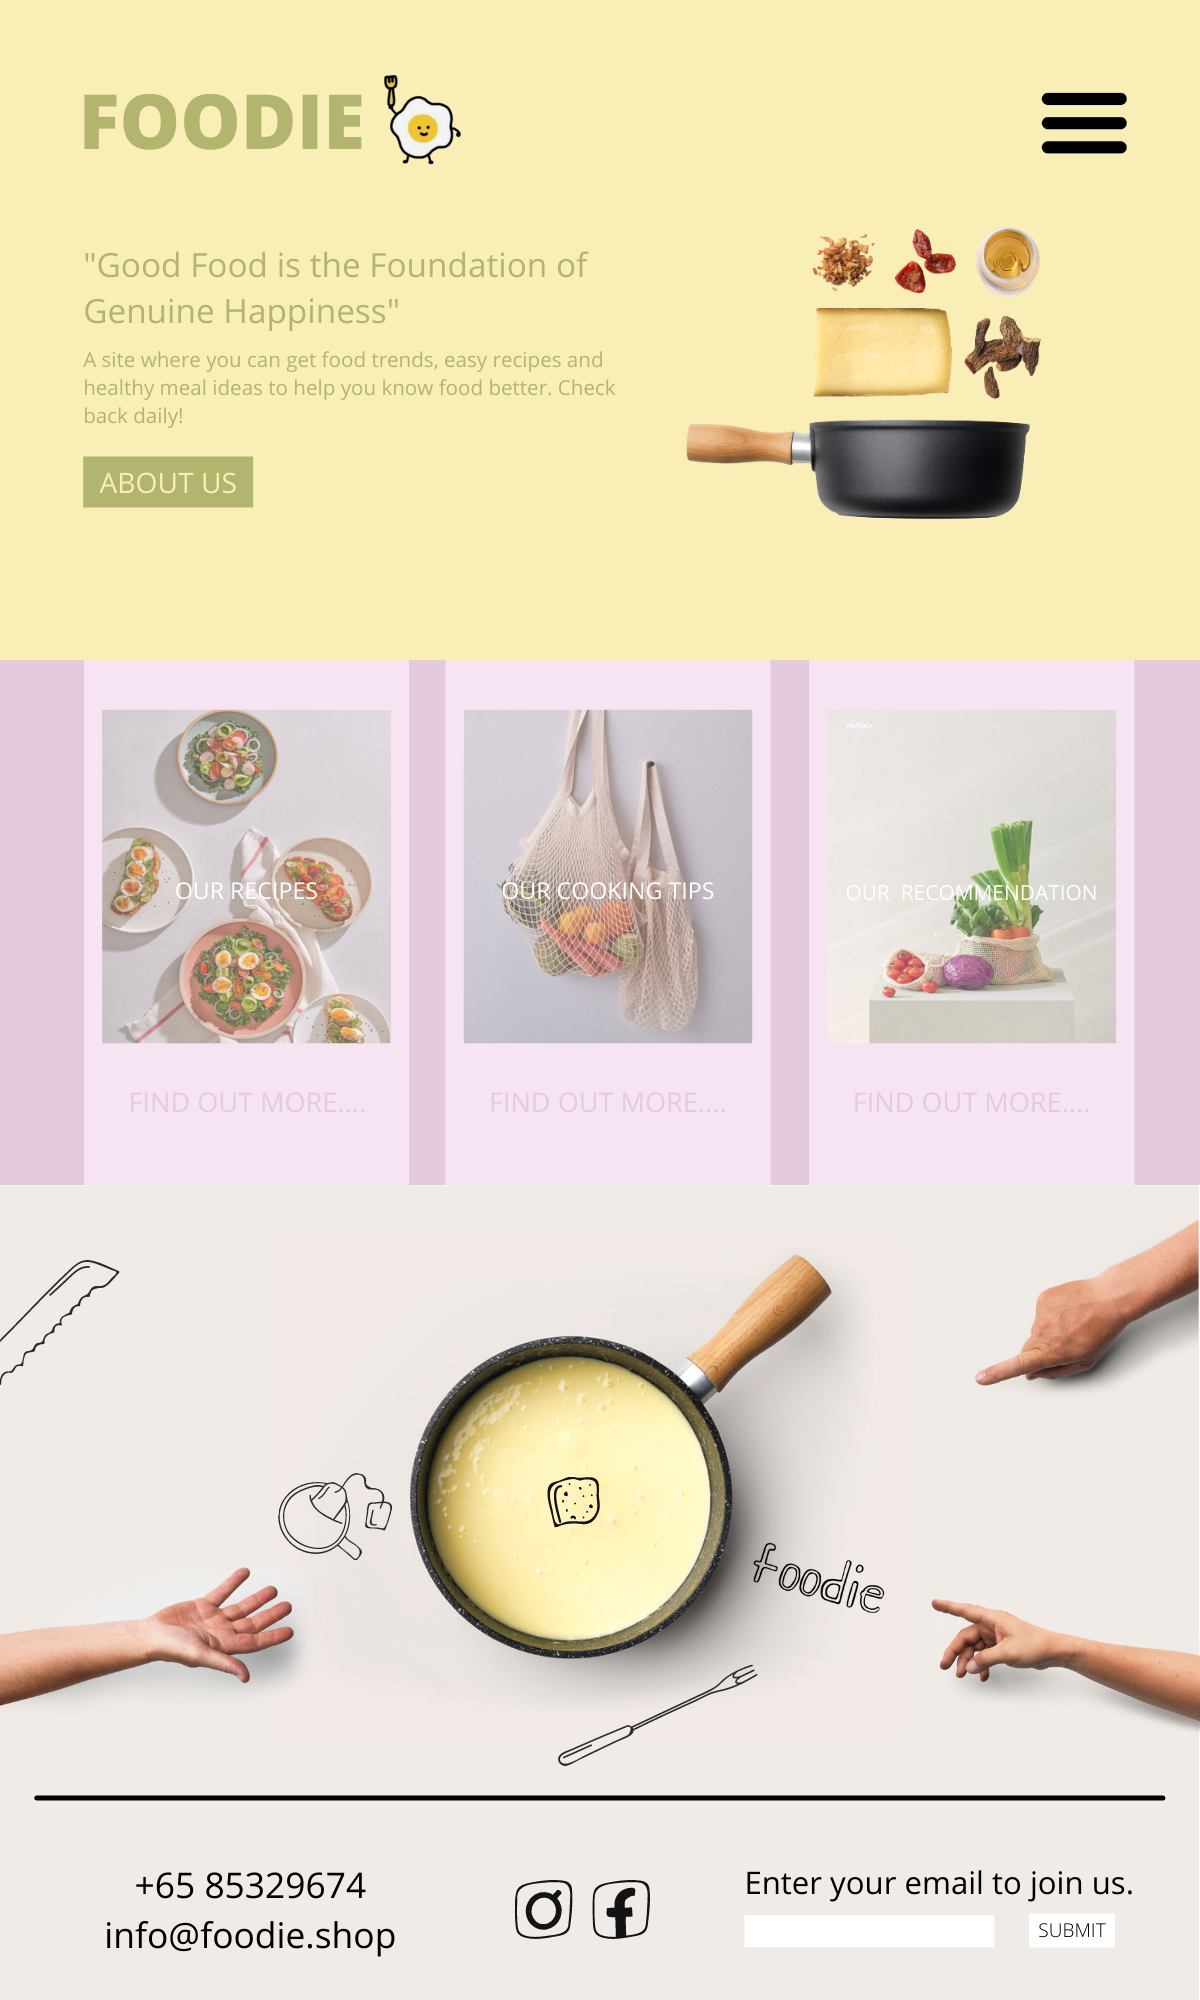 FOODIE
"Good Food is the Foundation of
Genuine Happiness"
A site where you can get food trends, easy recipes and
healthy meal ideas to help you know food better. Check
back daily!
ABOUT US
OUR RECIPES
OUR COOKING TIPS
OUR RECOMMENDATION
FIND OUT MORE....
FIND OUT MORE....
FIND OUT MORE....
foodie
+65 85329674
info@foodie.shop
Enter your email to join us.
SUBMIT